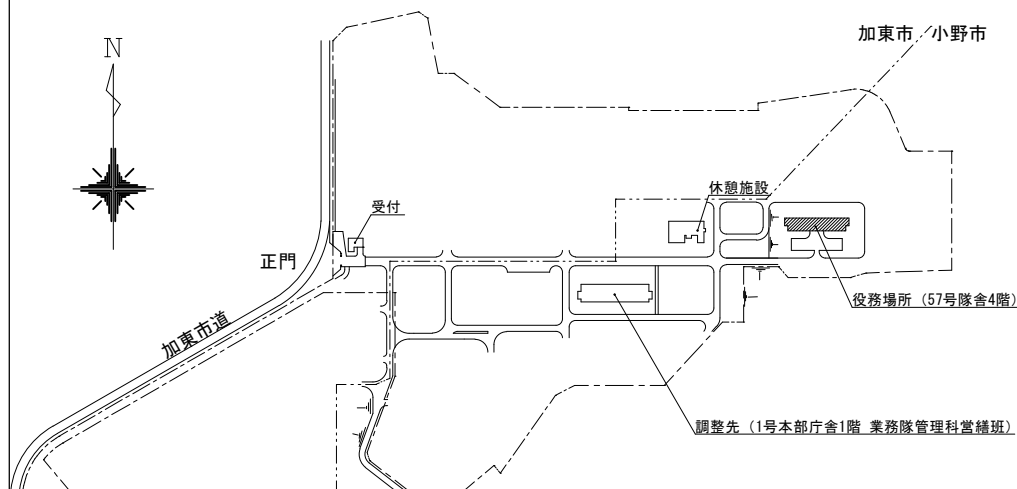 加東市 小野市
N
休憩施設
受付
正門
役務場所（57号隊舎4階）
加東市道
調整先（1号本部庁舎1階 業務隊管理科営繕班）